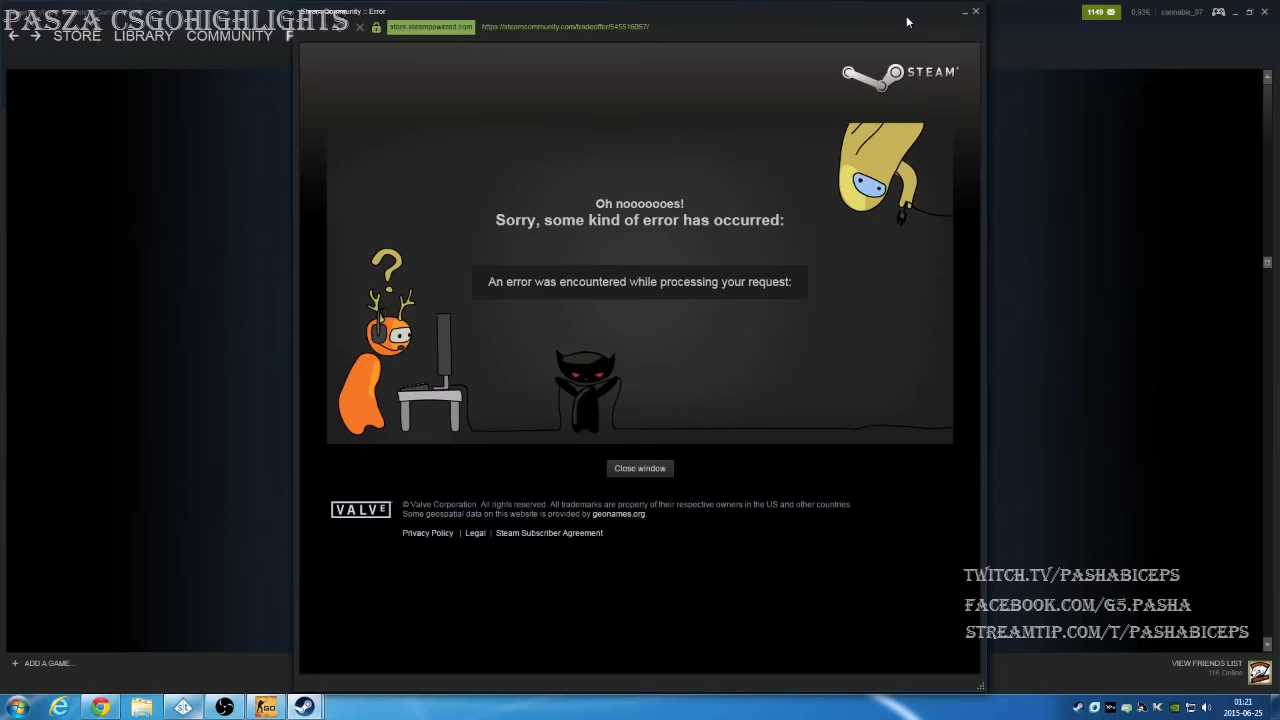 PASZA CSGOHIGHLIGHTS
Error
1149
0,93€
cannabis_87
store.steampowered.com
https://steamcommunity.com/tradeoffer/545516057/
STORE LIBRARY COMMUNITY
STEAM
Oh nooooooes!
Sorry, some kind of error has occurred:
?
An error was encountered while processing your request:
Close window
VALVE
© Valve Corporation. All rights reserved. All trademarks are property of their respective owners in the US and other countries.
Some geospatial data on this website is provided by geonames.org.
Privacy Policy | Legal | Steam Subscriber Agreement
TWITCH.TV/PASHABICEPS
FACEBOOK.COM/G5.PASHA
STREAMTIP.COM/T/PASHABICEPS
+ ADD A GAME...
VIEW FRIENDS LIST
116 Online
GO
01:21
2015-06-25